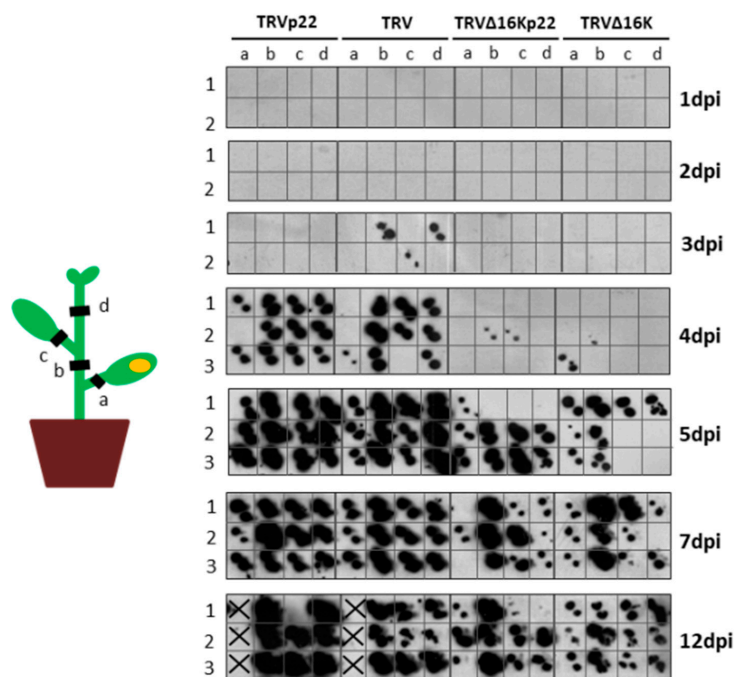 TRVp22 TRV TRVΔ16Kp22 TRVΔ16K
a b c d a b c d a b c d a b c d
1
2
1dpi
1
2
2dpi
1
2
3dpi
1
2
3
4dpi
1
2
3
5dpi
1
2
3
7dpi
1
2
3
12dpi
d
c
b
a